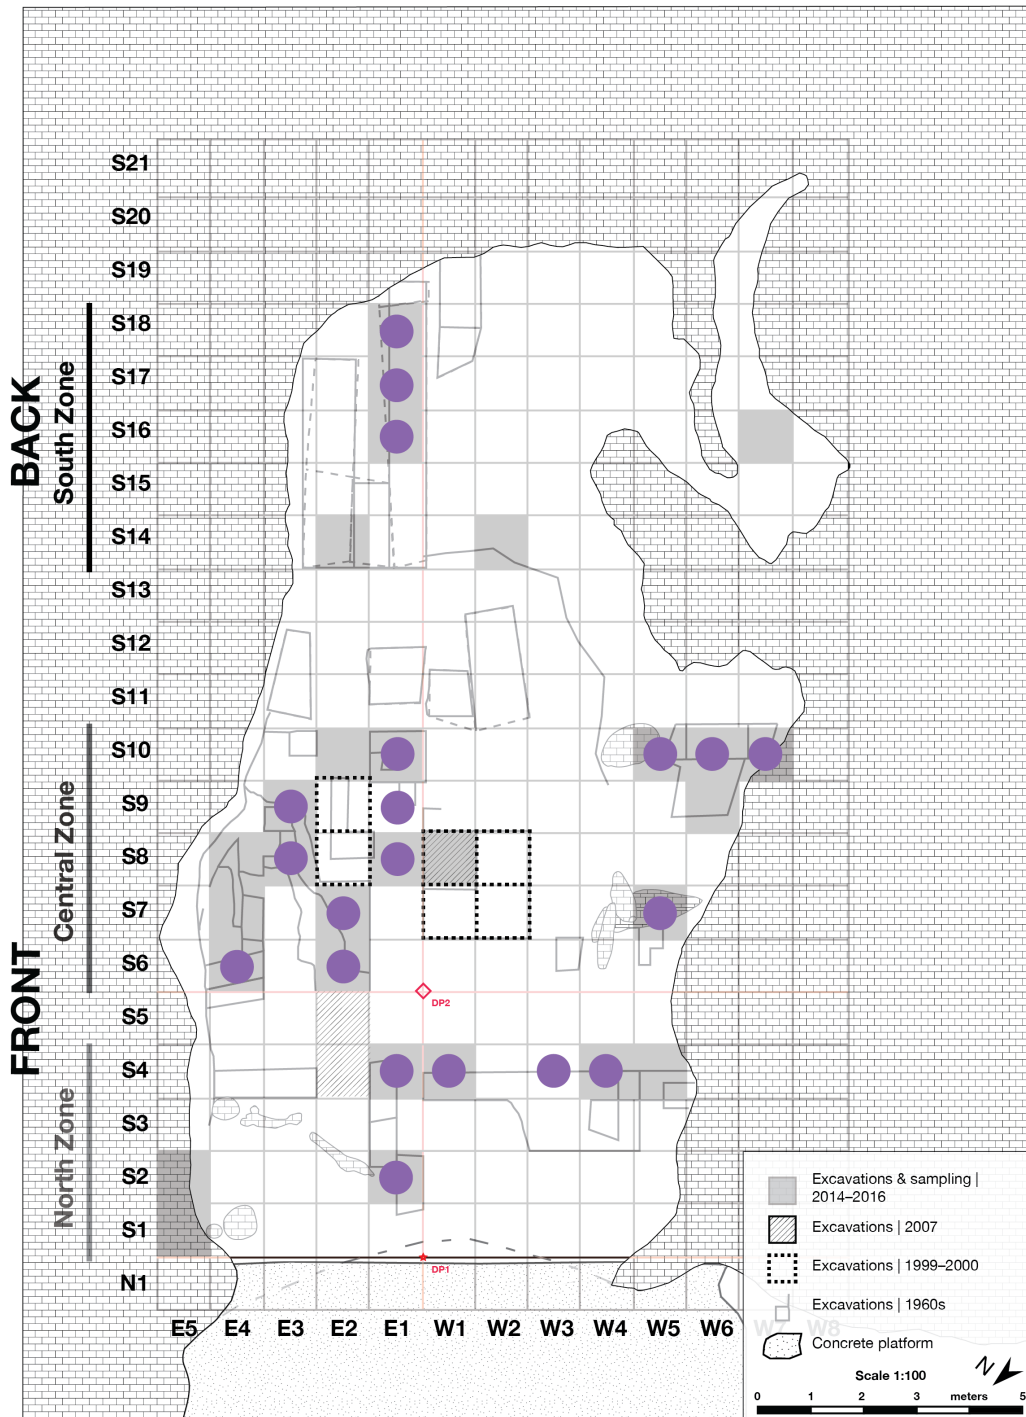 S21
S20
S19
S18
S17
S16
S15
S14
S13
S12
S11
S10
S9
S8
S7
S6
S5
S4
S3
S2
S1
N1
BACK
South Zone
FRONT
Central Zone
North Zone
DP2
DP1
E5 E4 E3 E2 E1 W1 W2 W3 W4 W5 W6 W7 W8
Excavations & sampling |
2014–2016
Excavations | 2007
Excavations | 1999–2000
Excavations | 1960s
Concrete platform
N
Scale 1:100
0 1 2 3 meters 5